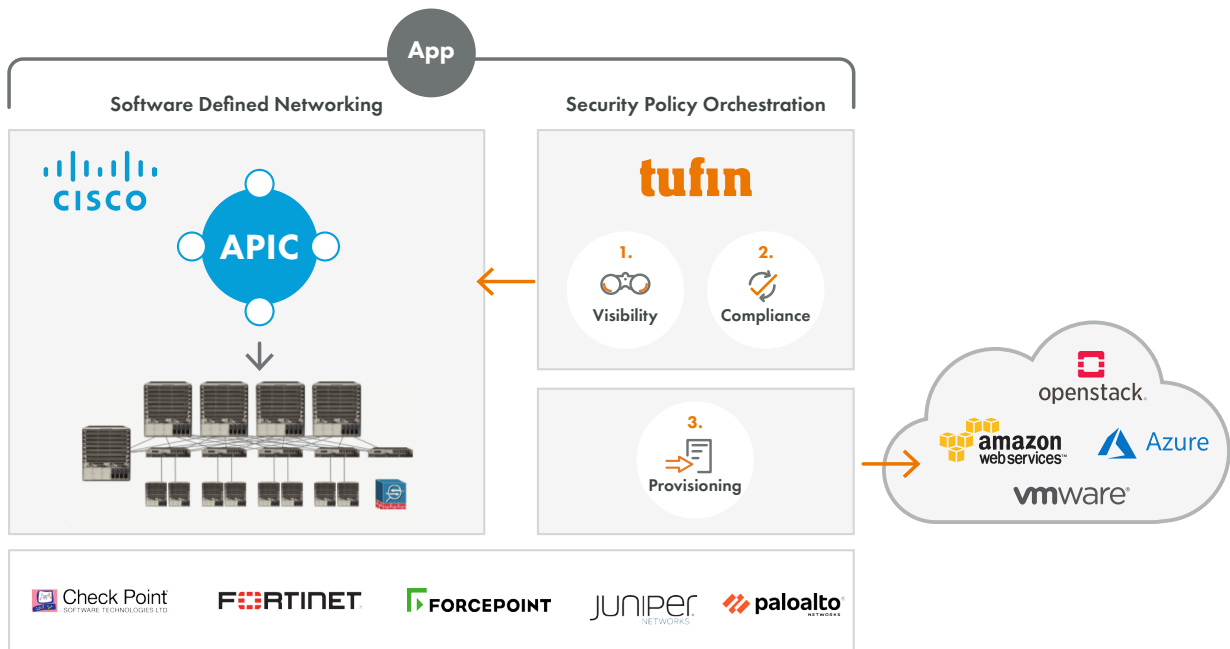 App
Software Defined Networking
Security Policy Orchestration
CISCO
APIC
tufin
1.
Visibility
2.
Compliance
3.
Provisioning
openstack.
amazon
web services™
Azure
vmware®
Check Point
SOFTWARE TECHNOLOGIES LTD
FORTINET
FORCEPOINT
JUNIPER
NETWORKS
paloalto®
NETWORKS